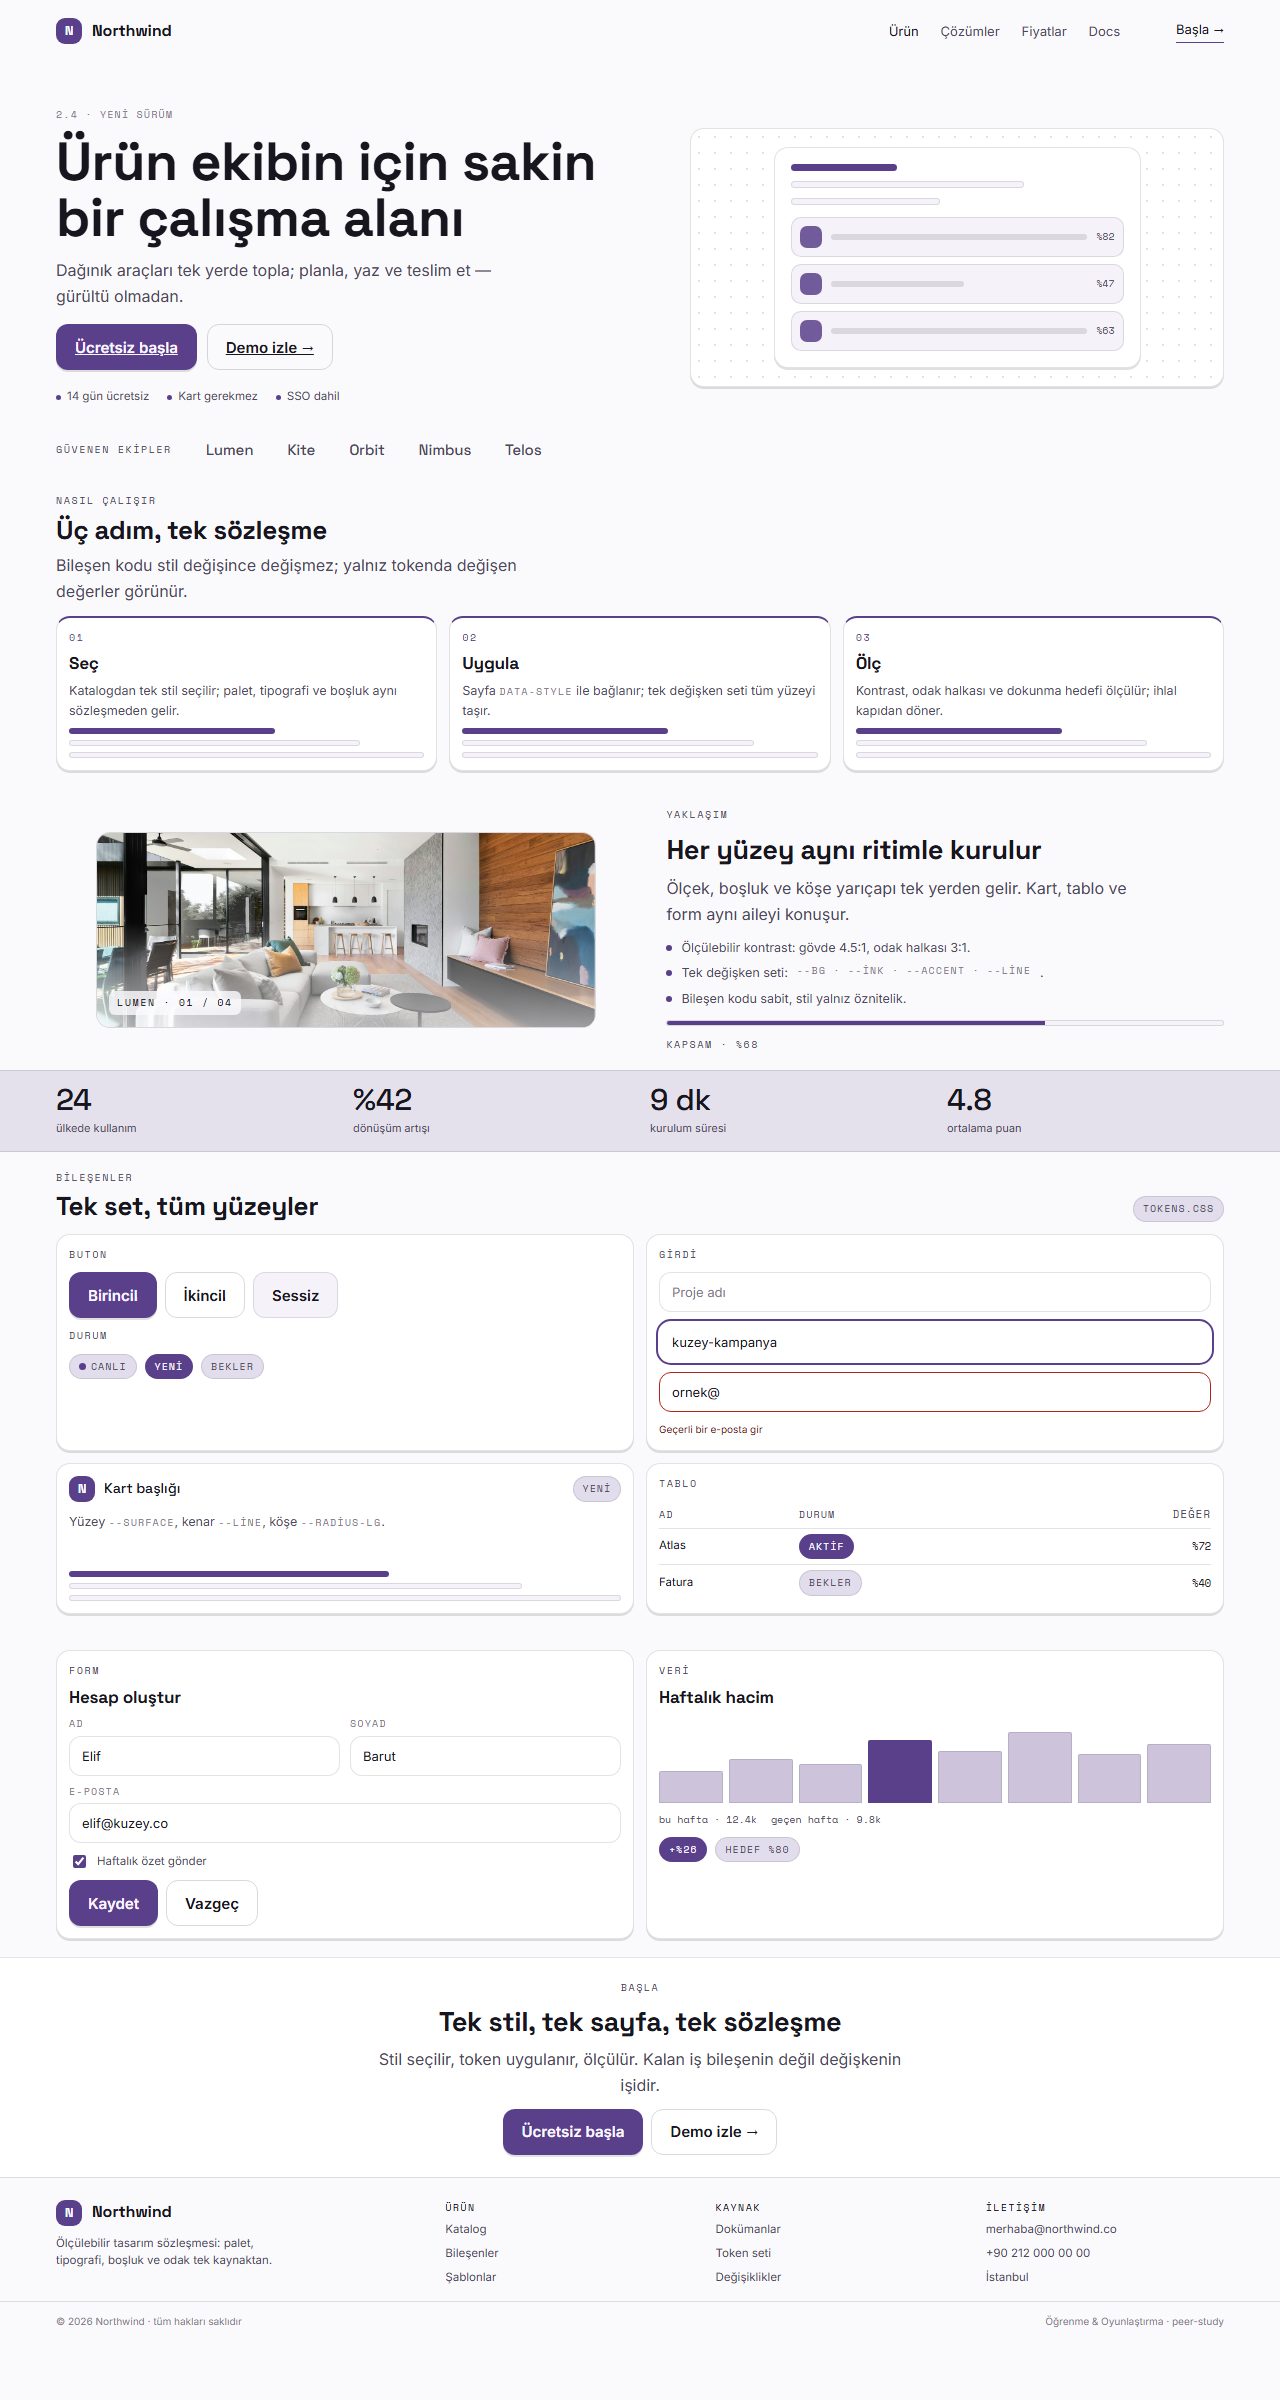 N Northwind
Ürün Çözümler Fiyatlar Docs Başla →
2.4 · YENİ SÜRÜM
Ürün ekibin için sakin
bir çalışma alanı
Dağınık araçları tek yerde topla; planla, yaz ve teslim et —
gürültü olmadan.
Ücretsiz başla Demo izle →
14 gün ücretsiz Kart gerekmez SSO dahil
%82
%47
%63
GÜVENEN EKİPLER Lumen Kite Orbit Nimbus Telos
NASIL ÇALIŞIR
Üç adım, tek sözleşme
Bileşen kodu stil değişince değişmez; yalnız tokenda değişen
değerler görünür.
01
Seç
Katalogdan tek stil seçilir; palet, tipografi ve boşluk aynı
sözleşmeden gelir.
02
Uygula
Sayfa DATA-STYLE ile bağlanır; tek değişken seti tüm yüzeyi
taşır.
03
Ölç
Kontrast, odak halkası ve dokunma hedefi ölçülür; ihlal
kapıdan döner.
LUMEN · 01 / 04
YAKLAŞIM
Her yüzey aynı ritimle kurulur
Ölçek, boşluk ve köşe yarıçapı tek yerden gelir. Kart, tablo ve
form aynı aileyi konuşur.
Ölçülebilir kontrast: gövde 4.5:1, odak halkası 3:1.
Tek değişken seti: --BG · --İNK · --ACCENT · --LİNE .
Bileşen kodu sabit, stil yalnız öznitelik.
KAPSAM · %68
24
ülkede kullanım
%42
dönüşüm artışı
9 dk
kurulum süresi
4.8
ortalama puan
BİLEŞENLER
Tek set, tüm yüzeyler
TOKENS.CSS
BUTON
Birincil İkincil Sessiz
DURUM
CANLI YENİ BEKLER
GİRDİ
Proje adı
kuzey-kampanya
ornek@
Geçerli bir e-posta gir
N Kart başlığı YENİ
Yüzey --SURFACE, kenar --LİNE, köşe --RADİUS-LG.
TABLO
AD DURUM DEĞER
Atlas AKTİF %72
Fatura BEKLER %40
FORM
Hesap oluştur
AD SOYAD
Elif Barut
E-POSTA
elif@kuzey.co
Haftalık özet gönder
Kaydet Vazgeç
VERİ
Haftalık hacim
bu hafta · 12.4k geçen hafta · 9.8k
+%26 HEDEF %80
BAŞLA
Tek stil, tek sayfa, tek sözleşme
Stil seçilir, token uygulanır, ölçülür. Kalan iş bileşenin değil değişkenin
işidir.
Ücretsiz başla Demo izle →
N Northwind
Ölçülebilir tasarım sözleşmesi: palet,
tipografi, boşluk ve odak tek kaynaktan.
ÜRÜN
Katalog
Bileşenler
Şablonlar
KAYNAK
Dokümanlar
Token seti
Değişiklikler
İLETİŞİM
merhaba@northwind.co
+90 212 000 00 00
İstanbul
© 2026 Northwind · tüm hakları saklıdır
Öğrenme & Oyunlaştırma · peer-study